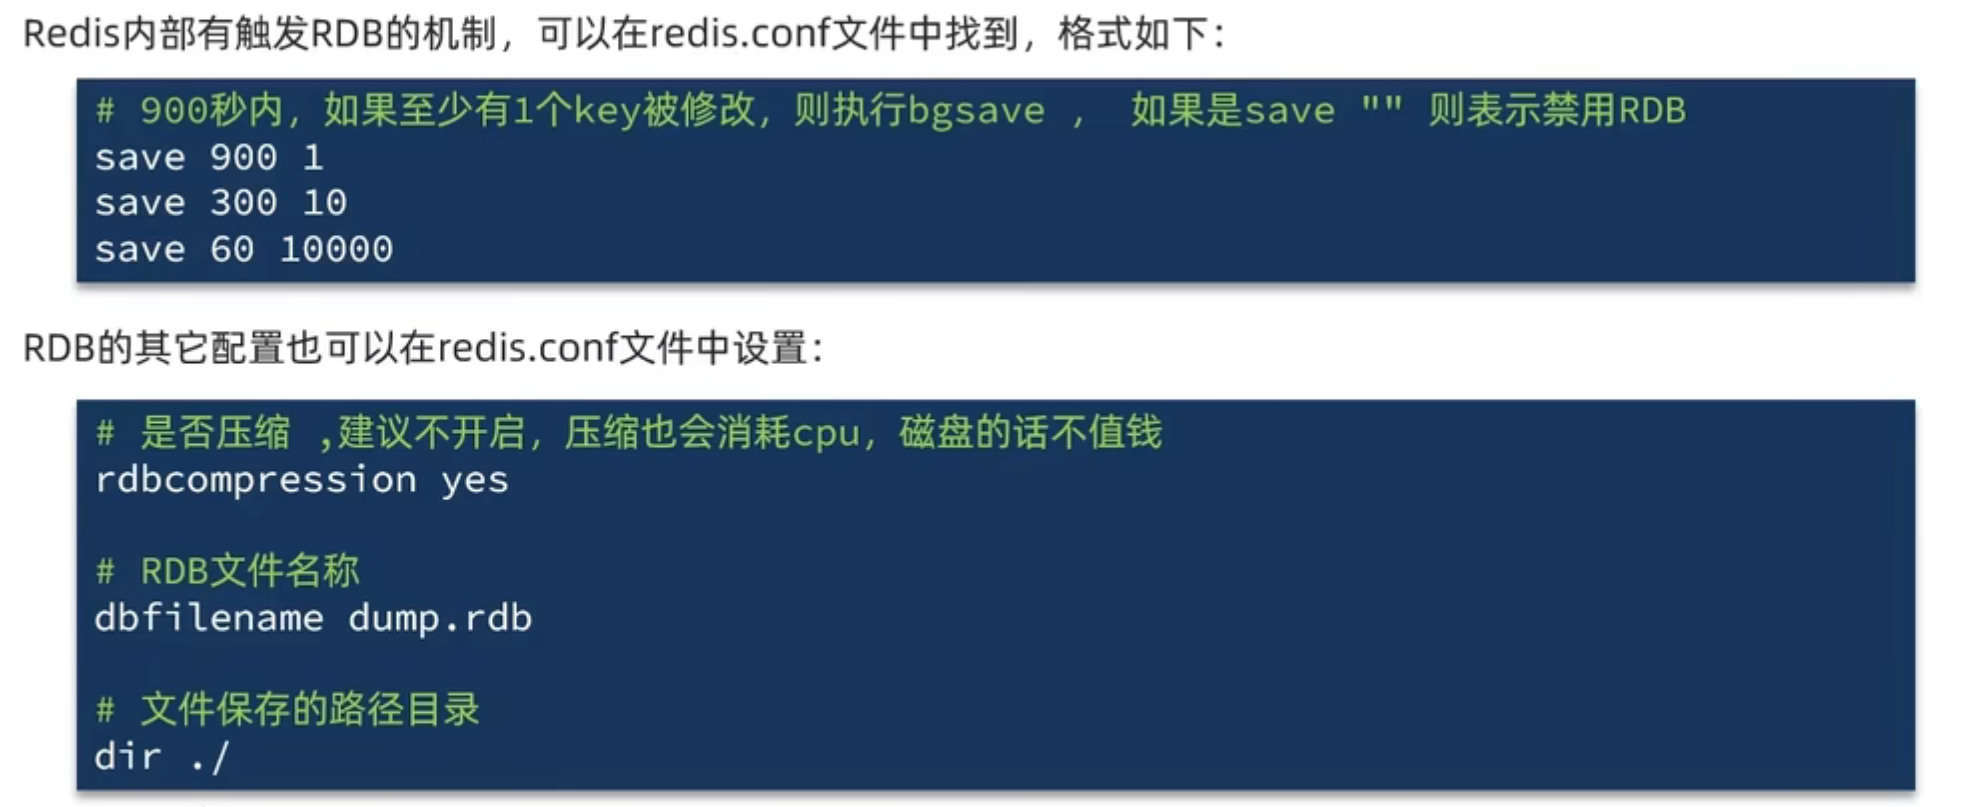 Redis内部有触发RDB的机制，可以在redis.conf文件中找到，格式如下：
# 900秒内，如果至少有1个key被修改，则执行bgsave ， 如果是save "" 则表示禁用RDB
save 900 1
save 300 10
save 60 10000
RDB的其它配置也可以在redis.conf文件中设置：
# 是否压缩 ,建议不开启，压缩也会消耗cpu，磁盘的话不值钱
rdbcompression yes
# RDB文件名称
dbfilename dump.rdb
# 文件保存的路径目录
dir ./